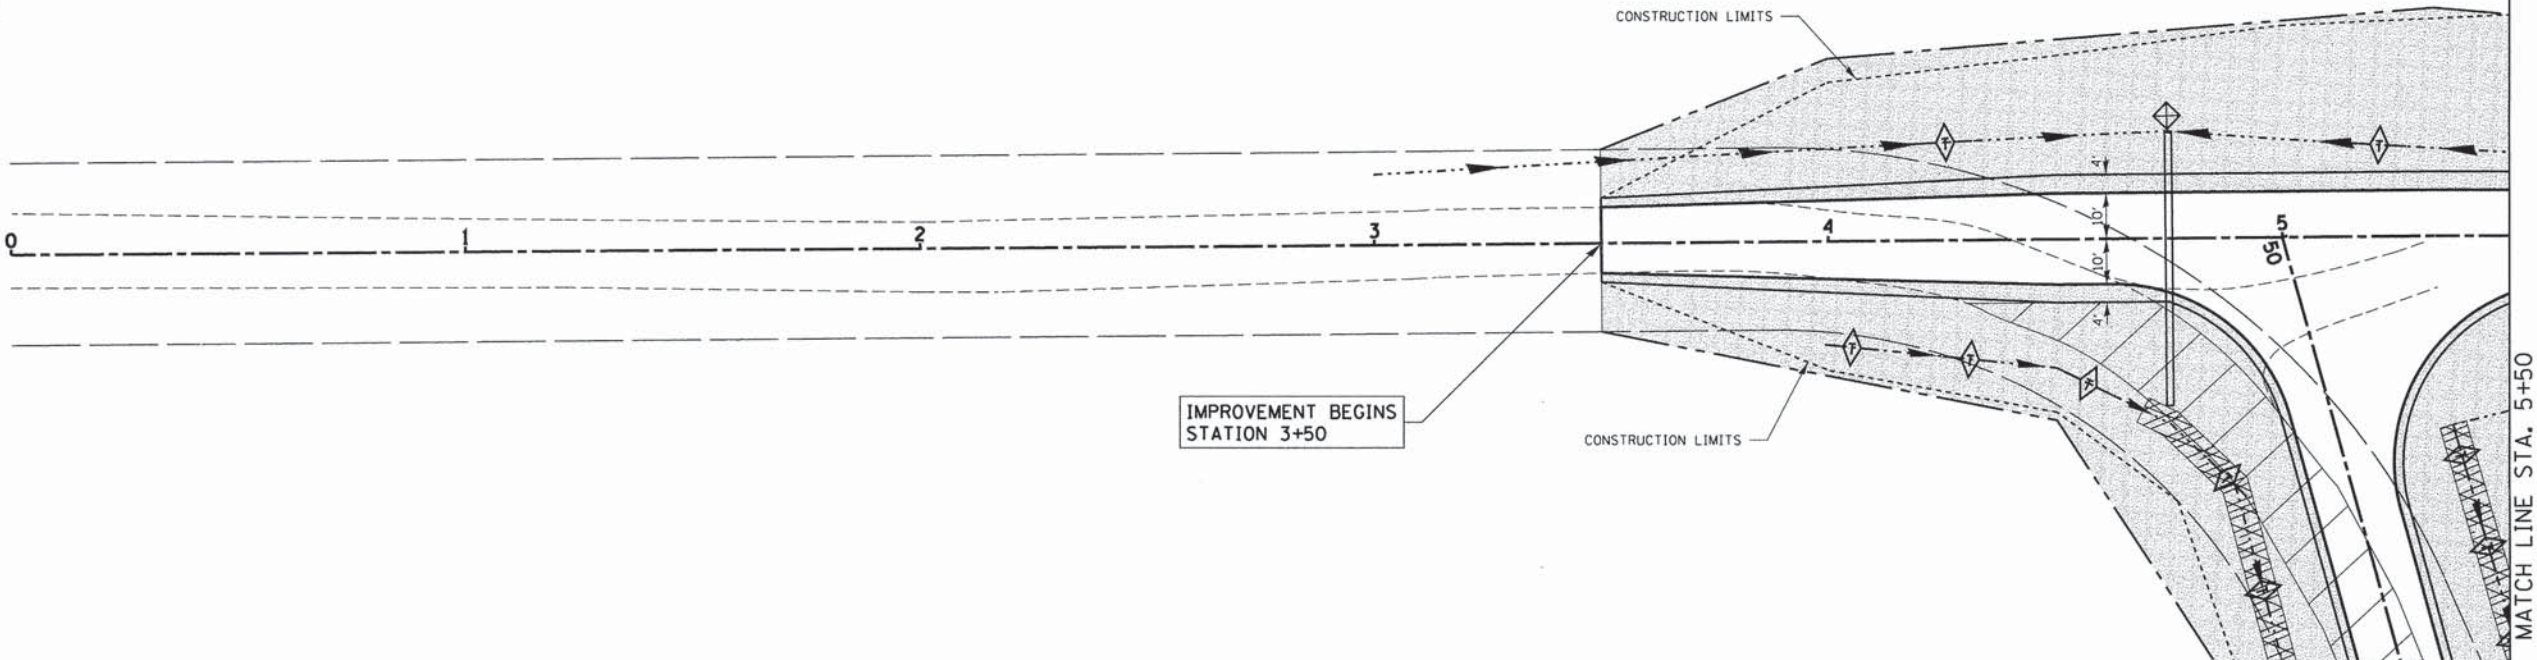 CONSTRUCTION LIMITS
4'
10'
0
1
2
3
4
5
50
10'
4'
IMPROVEMENT BEGINS
STATION 3+50
CONSTRUCTION LIMITS
MATCH LINE STA. 5+50
T
T
T
T